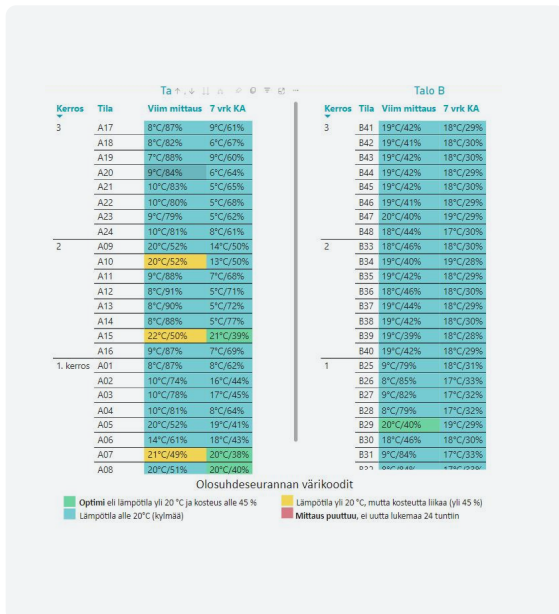 Ta
Talo B
Kerros Tila Viim mittaus 7 vrk KA
3 A17 8°C/87% 9°C/61%
A18 8°C/82% 6°C/67%
A19 7°C/88% 9°C/60%
A20 9°C/84% 6°C/64%
A21 10°C/83% 5°C/65%
A22 10°C/80% 5°C/68%
A23 9°C/79% 5°C/62%
A24 10°C/81% 8°C/61%
2 A09 20°C/52% 14°C/50%
A10 20°C/52% 13°C/50%
A11 9°C/88% 7°C/68%
A12 8°C/91% 5°C/71%
A13 8°C/90% 5°C/72%
A14 8°C/88% 5°C/77%
A15 22°C/50% 21°C/39%
A16 9°C/87% 7°C/69%
1. kerros A01 8°C/87% 8°C/62%
A02 10°C/74% 16°C/44%
A03 10°C/78% 17°C/45%
A04 10°C/81% 8°C/64%
A05 20°C/52% 19°C/41%
A06 14°C/61% 18°C/43%
A07 21°C/49% 20°C/38%
A08 20°C/51% 20°C/40%
Kerros Tila Viim mittaus 7 vrk KA
3 B41 19°C/42% 18°C/29%
B42 19°C/41% 18°C/30%
B43 19°C/42% 18°C/30%
B44 19°C/42% 18°C/29%
B45 19°C/42% 18°C/30%
B46 19°C/41% 18°C/29%
B47 20°C/40% 19°C/29%
B48 18°C/44% 17°C/30%
2 B33 18°C/46% 18°C/30%
B34 19°C/40% 19°C/28%
B35 19°C/42% 18°C/29%
B36 18°C/46% 18°C/30%
B37 19°C/44% 18°C/29%
B38 19°C/42% 18°C/30%
B39 19°C/39% 18°C/28%
B40 19°C/42% 18°C/29%
1 B25 9°C/79% 18°C/31%
B26 8°C/85% 17°C/33%
B27 9°C/82% 17°C/32%
B28 8°C/79% 17°C/32%
B29 20°C/40% 19°C/29%
B30 18°C/46% 18°C/30%
B31 9°C/84% 17°C/33%
B32 9°C/84% 17°C/33%
Olosuhdeseurannan värikoodit
Optimi eli lämpötila yli 20 °C ja kosteus alle 45 %
Lämpötila yli 20 °C, mutta kosteutta liikaa (yli 45 %)
Lämpötila alle 20°C (kylmää)
Mittaus puuttuu, ei uutta lukemaa 24 tuntiin